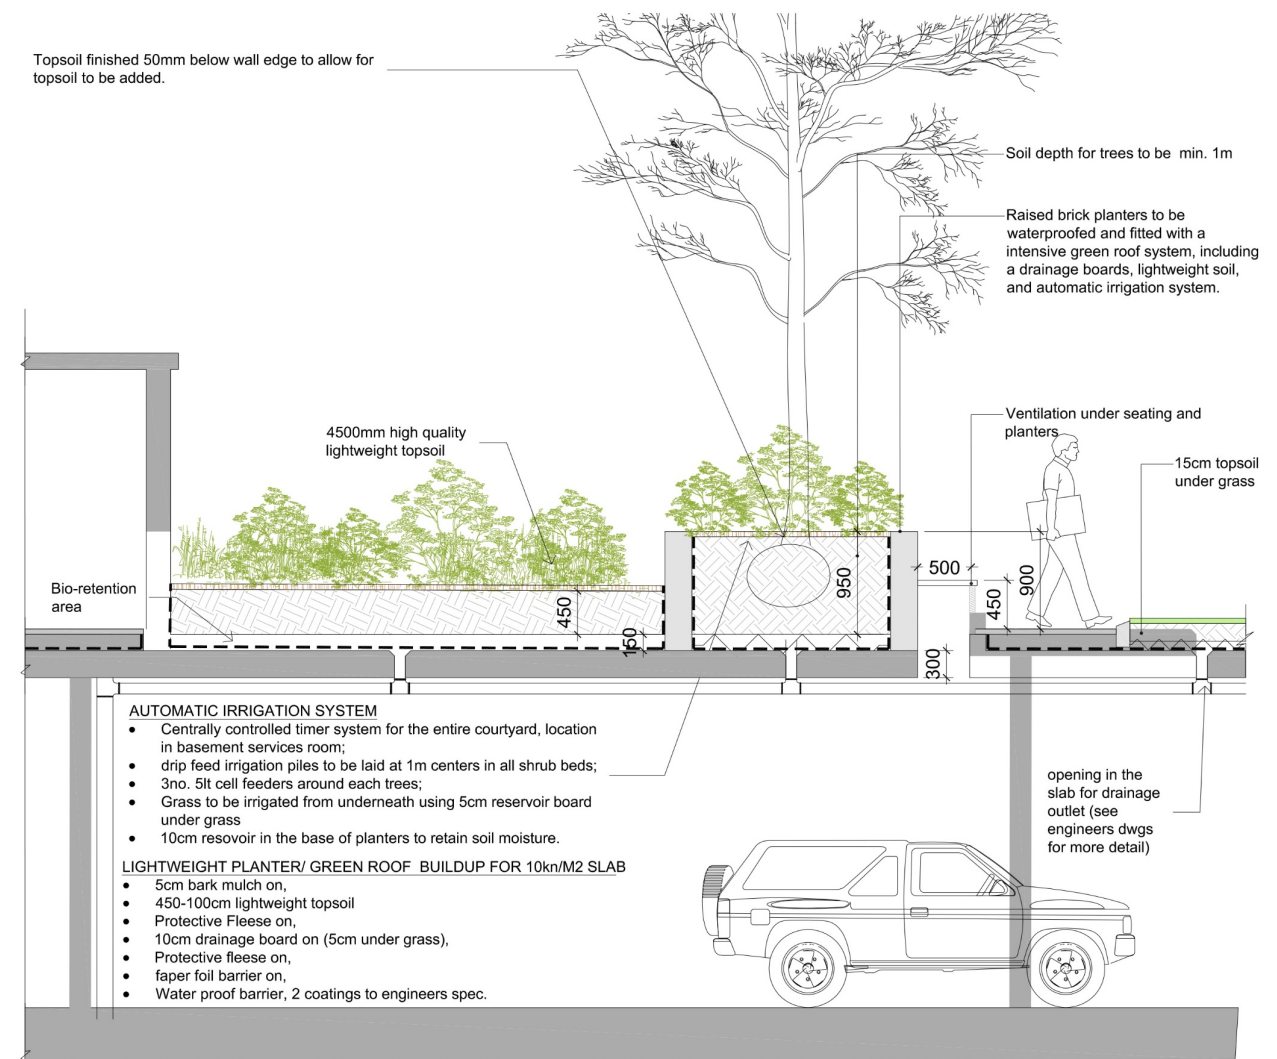 Topsoil finished 50mm below wall edge to allow for
topsoil to be added.
Soil depth for trees to be min. 1m
Raised brick planters to be
waterproofed and fitted with a
intensive green roof system, including
a drainage boards, lightweight soil,
and automatic irrigation system.
4500mm high quality
lightweight topsoil
Ventilation under seating and
planters
15cm topsoil
under grass
Bio-retention
area
450
150
950
500
900
450
300
AUTOMATIC IRRIGATION SYSTEM
• Centrally controlled timer system for the entire courtyard, location
in basement services room;
• drip feed irrigation piles to be laid at 1m centers in all shrub beds;
• 3no. 5lt cell feeders around each trees;
• Grass to be irrigated from underneath using 5cm reservoir board
under grass
• 10cm resovoir in the base of planters to retain soil moisture.
LIGHTWEIGHT PLANTER/ GREEN ROOF BUILDUP FOR 10kn/M2 SLAB
• 5cm bark mulch on,
• 450-100cm lightweight topsoil
• Protective Fleese on,
• 10cm drainage board on (5cm under grass),
• Protective fleese on,
• faper foil barrier on,
• Water proof barrier, 2 coatings to engineers spec.
opening in the
slab for drainage
outlet (see
engineers dwgs
for more detail)